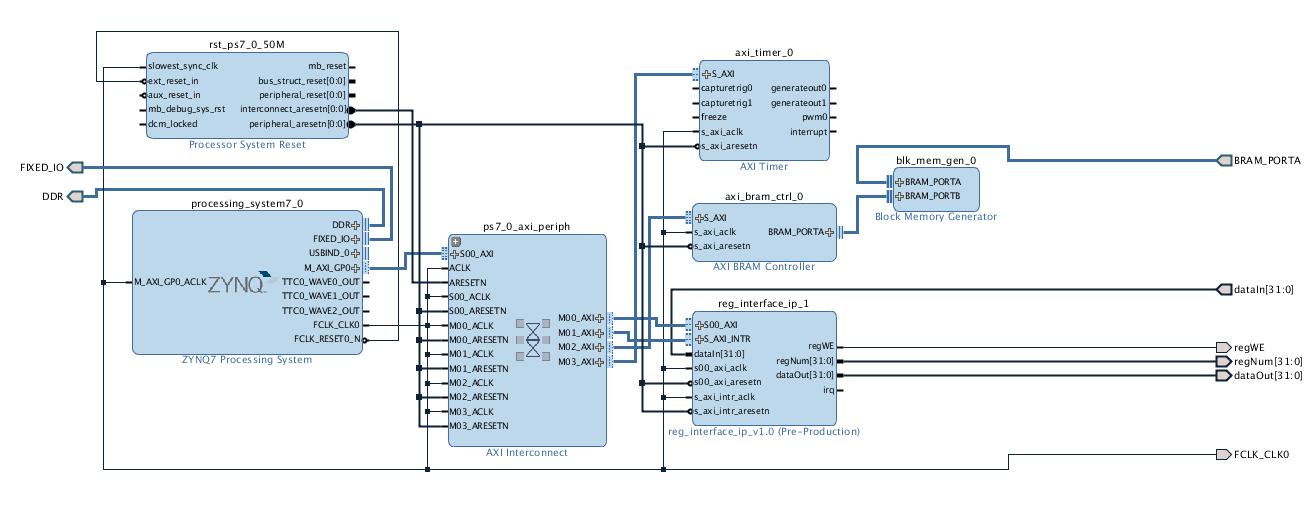 rst_ps7_0_50M
slowest_sync_clk
ext_reset_in
aux_reset_in
mb_debug_sys_rst
dcm_locked
mb_reset
bus_struct_reset[0:0]
peripheral_reset[0:0]
interconnect_aresetn[0:0]
peripheral_aresetn[0:0]
Processor System Reset
FIXED_IO
DDR
processing_system7_0
M_AXI_GP0_ACLK
ZYNQ
DDR
FIXED_IO
USBIND_0
M_AXI_GP0
TTC0_WAVE0_OUT
TTC0_WAVE1_OUT
TTC0_WAVE2_OUT
FCLK_CLK0
FCLK_RESET0_N
ZYNQ7 Processing System
ps7_0_axi_periph
S00_AXI
ACLK
ARESETN
S00_ACLK
S00_ARESETN
M00_ACLK
M00_ARESETN
M01_ACLK
M01_ARESETN
M02_ACLK
M02_ARESETN
M03_ACLK
M03_ARESETN
M00_AXI
M01_AXI
M02_AXI
M03_AXI
AXI Interconnect
axi_timer_0
S_AXI
capturetrig0
capturetrig1
freeze
s_axi_aclk
s_axi_aresetn
generateout0
generateout1
pwm0
interrupt
AXI Timer
axi_bram_ctrl_0
S_AXI
s_axi_aclk
s_axi_aresetn
BRAM_PORTA
AXI BRAM Controller
blk_mem_gen_0
BRAM_PORTA
BRAM_PORTB
Block Memory Generator
reg_interface_ip_1
S00_AXI
S_AXI_INTR
dataIn[31:0]
s00_axi_aclk
s00_axi_aresetn
s_axi_intr_aclk
s_axi_intr_aresetn
regWE
regNum[31:0]
dataOut[31:0]
irq
reg_interface_ip_v1.0 (Pre-Production)
BRAM_PORTA
dataIn[31:0]
regWE
regNum[31:0]
dataOut[31:0]
FCLK_CLK0